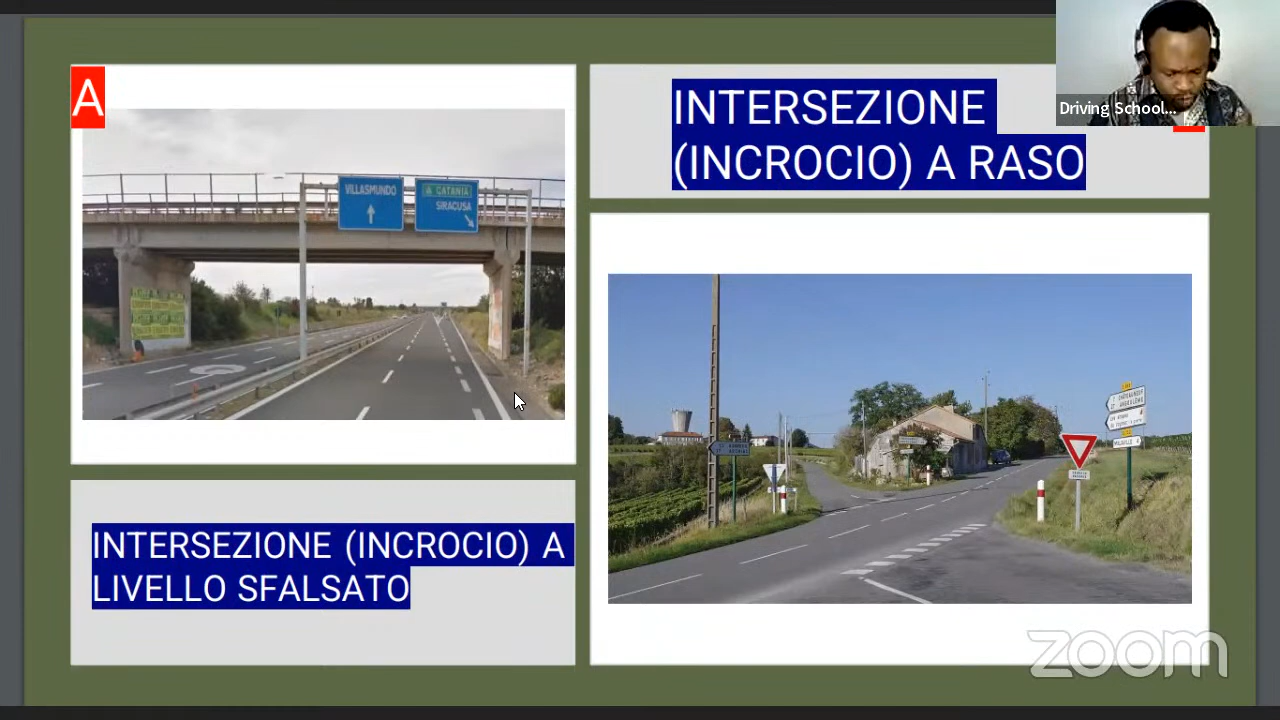 A
VILLASMUNDO
CATANIA
SIRACUSA
INTERSEZIONE
(INCROCIO) A RASO
Driving School...
INTERSEZIONE (INCROCIO) A
LIVELLO SFALSATO
zoom